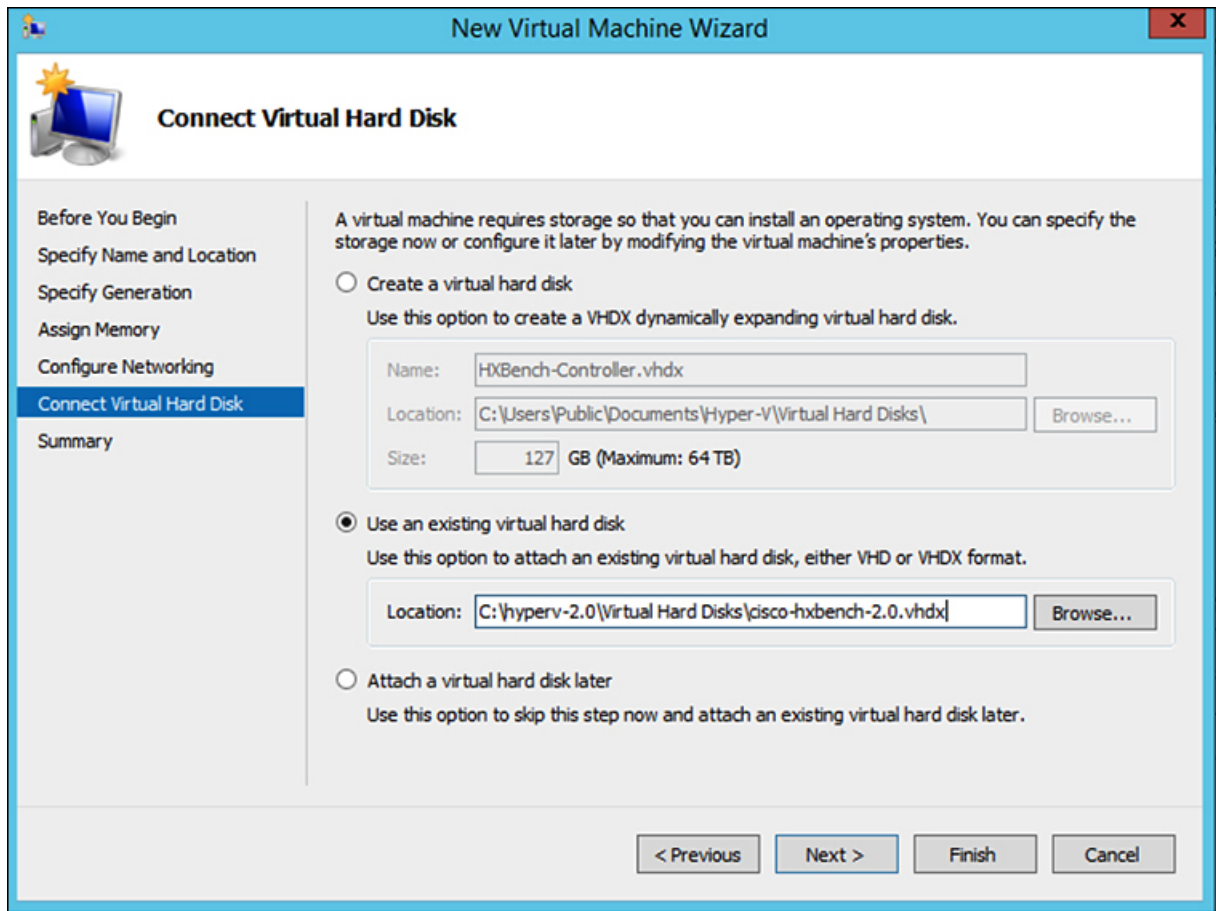 New Virtual Machine Wizard
X
Connect Virtual Hard Disk
Before You Begin
Specify Name and Location
Specify Generation
Assign Memory
Configure Networking
Connect Virtual Hard Disk
Summary
A virtual machine requires storage so that you can install an operating system. You can specify the
storage now or configure it later by modifying the virtual machine's properties.
Create a virtual hard disk
Use this option to create a VHDX dynamically expanding virtual hard disk.
Name: HXBench-Controller.vhdx
Location: C:\Users\Public\Documents\Hyper-V\Virtual Hard Disks\ Browse...
Size: 127 GB (Maximum: 64 TB)
Use an existing virtual hard disk
Use this option to attach an existing virtual hard disk, either VHD or VHDX format.
Location: C:\hyperv-2.0\Virtual Hard Disks\cisco-hxbench-2.0.vhdx Browse...
Attach a virtual hard disk later
Use this option to skip this step now and attach an existing virtual hard disk later.
< Previous Next > Finish Cancel